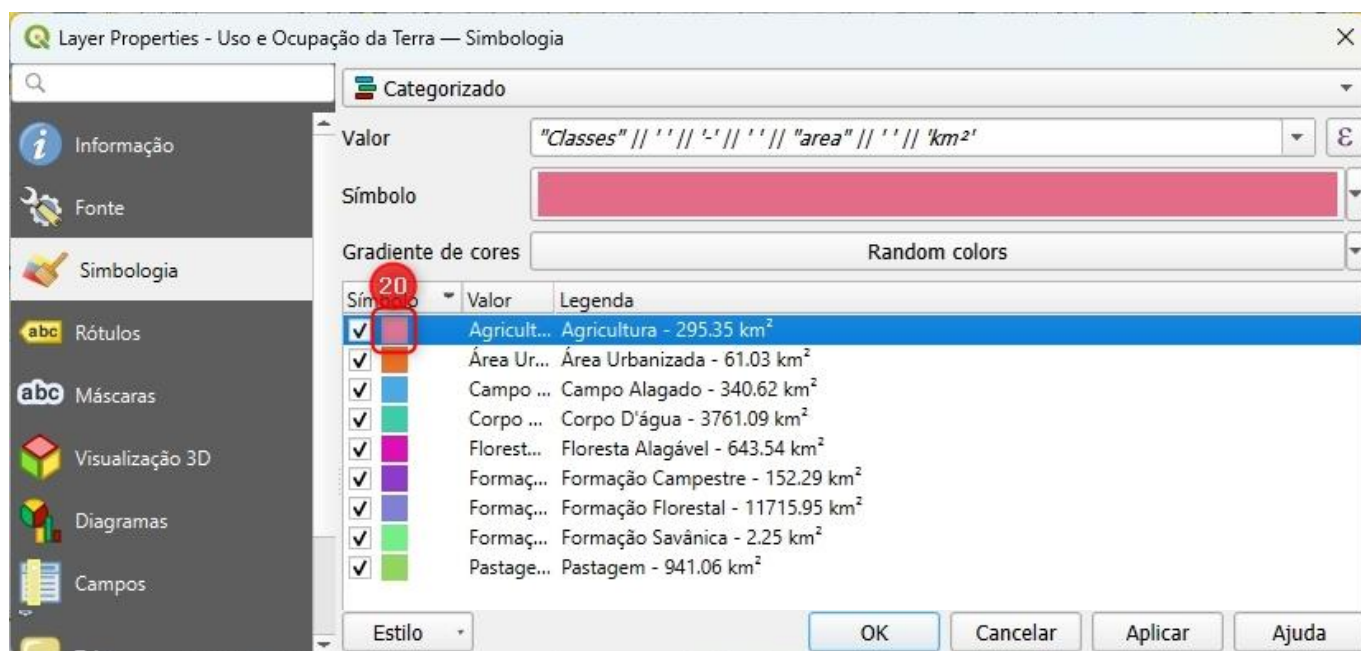 Layer Properties - Uso e Ocupação da Terra — Simbologia
Categorizado
Informação
Valor "Classes" || ' ' || '-' || ' ' || "area" || ' ' || 'km²' ε
Fonte
Símbolo
Simbologia
Gradiente de cores Random colors
20
Símbolo Valor Legenda
Rótulos
abc
Agricult... Agricultura - 295.35 km²
Área Ur... Área Urbanizada - 61.03 km²
Máscaras
abc
Campo ... Campo Alagado - 340.62 km²
Corpo ... Corpo D'água - 3761.09 km²
Visualização 3D
Florest... Floresta Alagável - 643.54 km²
Formaç... Formação Campestre - 152.29 km²
Diagramas
Formaç... Formação Florestal - 11715.95 km²
Formaç... Formação Savânica - 2.25 km²
Campos
Pastage... Pastagem - 941.06 km²
Estilo OK Cancelar Aplicar Ajuda